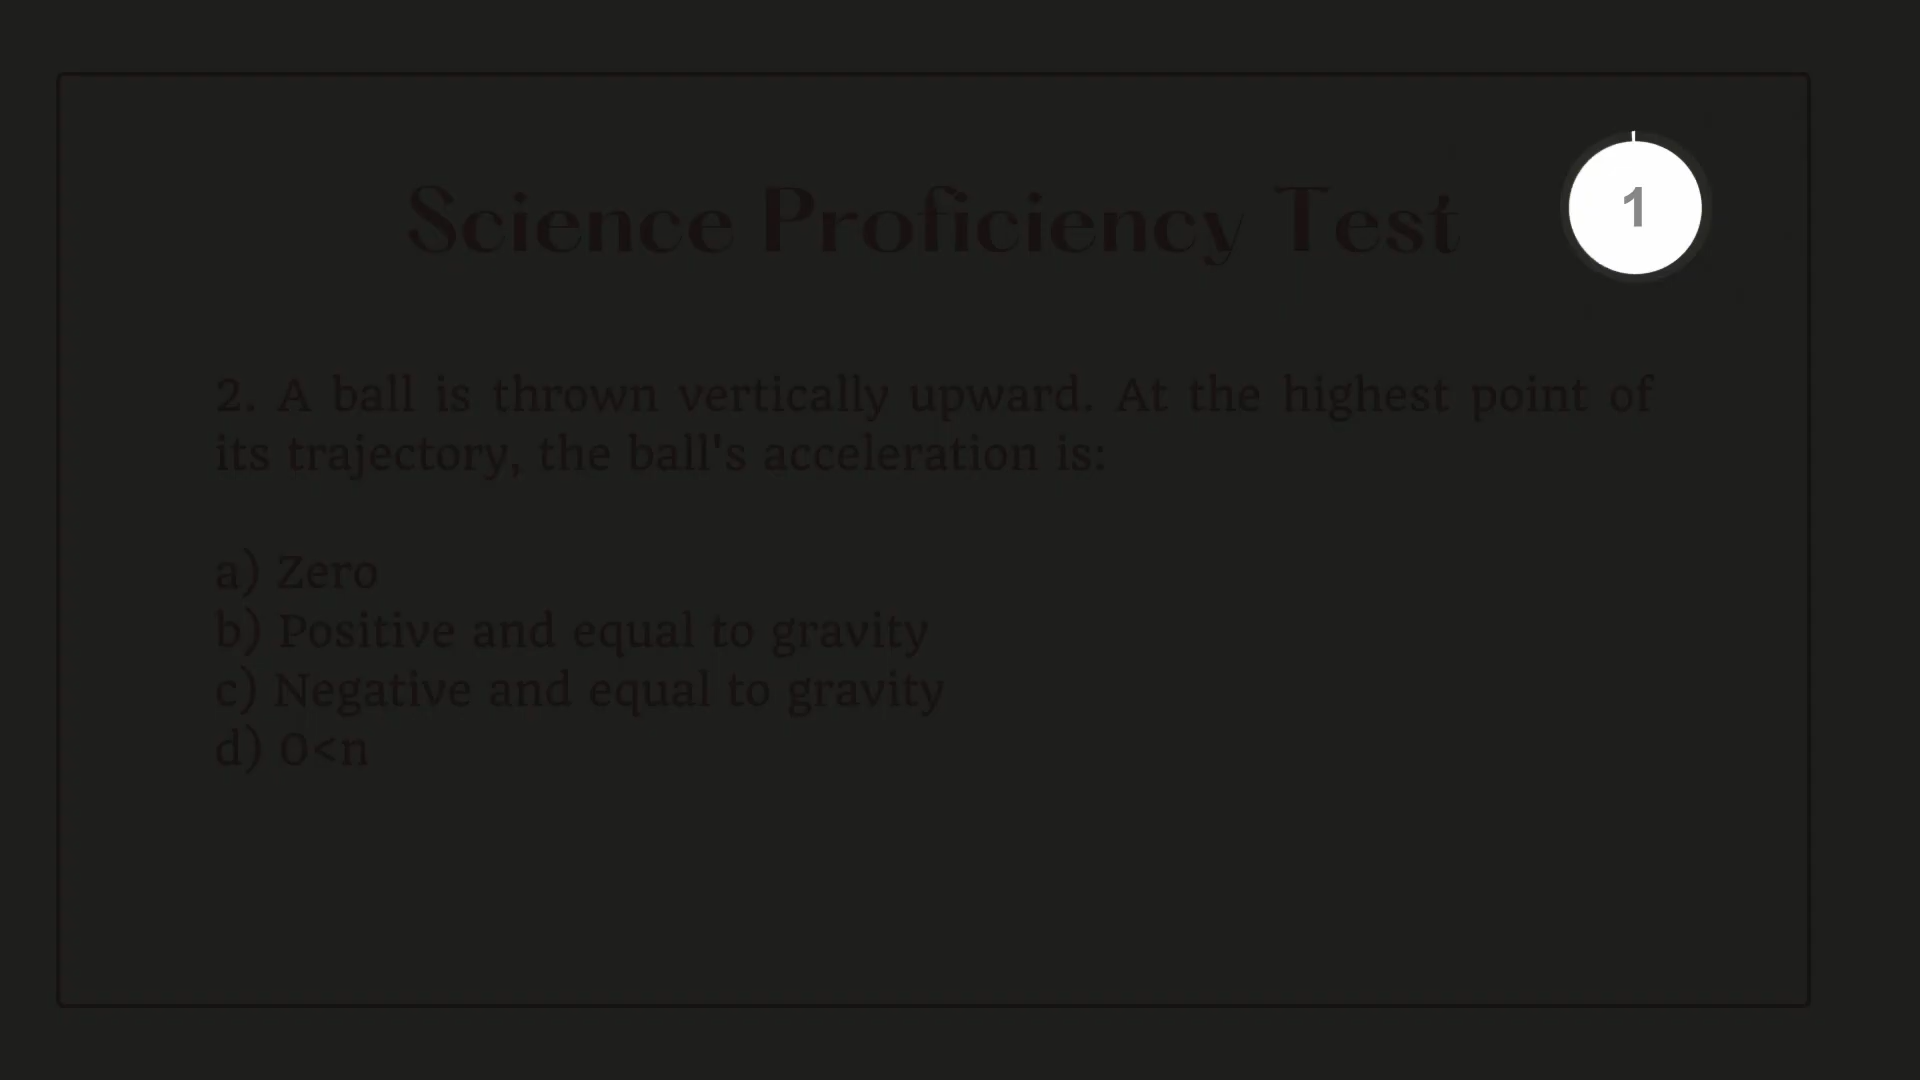 Science Proficiency Test
1
2. A ball is thrown vertically upward. At the highest point of
its trajectory, the ball's acceleration is:
a) Zero
b) Positive and equal to gravity
c) Negative and equal to gravity
d) 0<n